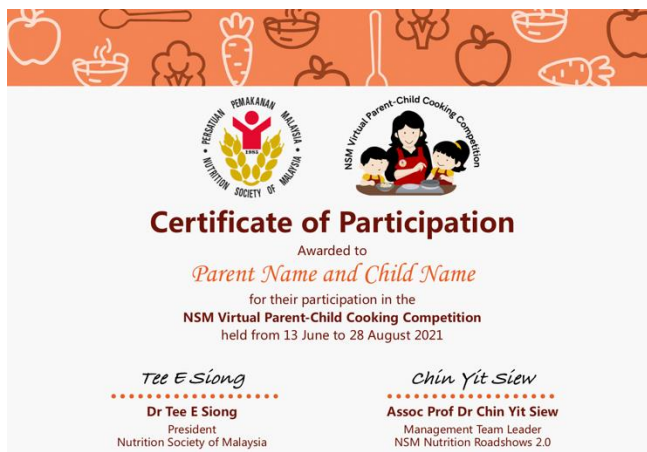 PERSATUAN PEMAKANAN MALAYSIA
1985
NUTRITION SOCIETY OF MALAYSIA
NSM Virtual Parent-Child Cooking Competition
Certificate of Participation
Awarded to
Parent Name and Child Name
for their participation in the
NSM Virtual Parent-Child Cooking Competition
held from 13 June to 28 August 2021
Tee E Siong
Chin Yit Siew
Dr Tee E Siong
Assoc Prof Dr Chin Yit Siew
President
Management Team Leader
Nutrition Society of Malaysia
NSM Nutrition Roadshows 2.0